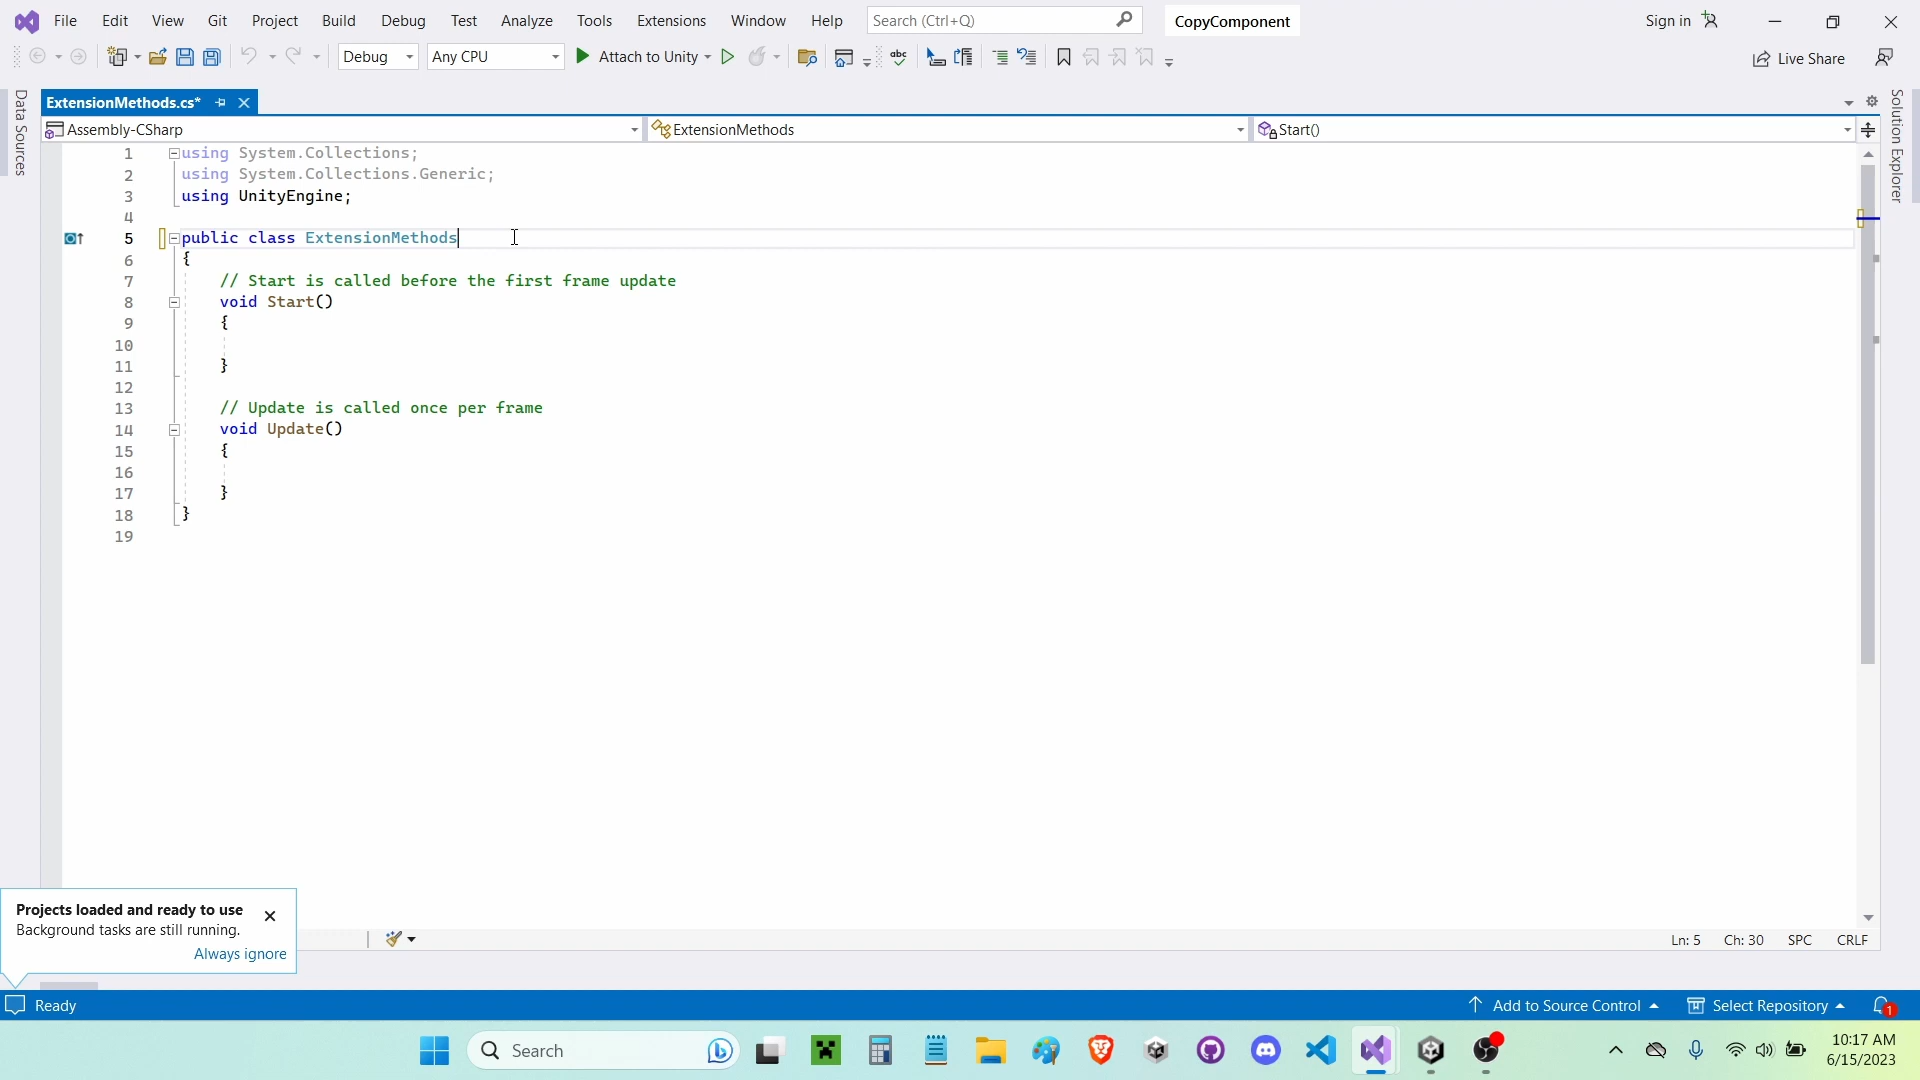 File Edit View Git Project Build Debug Test Analyze Tools Extensions Window Help Search (Ctrl+Q) CopyComponent Sign in
Debug Any CPU Attach to Unity Live Share
ExtensionMethods.cs*
Assembly-CSharp ExtensionMethods Start()
Data Sources
Solution Explorer
1 using System.Collections;
2 using System.Collections.Generic;
3 using UnityEngine;
4
5 public class ExtensionMethods
6 {
7 // Start is called before the first frame update
8 void Start()
9 {
10
11 }
12
13 // Update is called once per frame
14 void Update()
15 {
16
17 }
18 }
19
Projects loaded and ready to use
Background tasks are still running.
Always ignore
Ln: 5 Ch: 30 SPC CRLF
Ready Add to Source Control Select Repository 1
Search 10:17 AM
6/15/2023